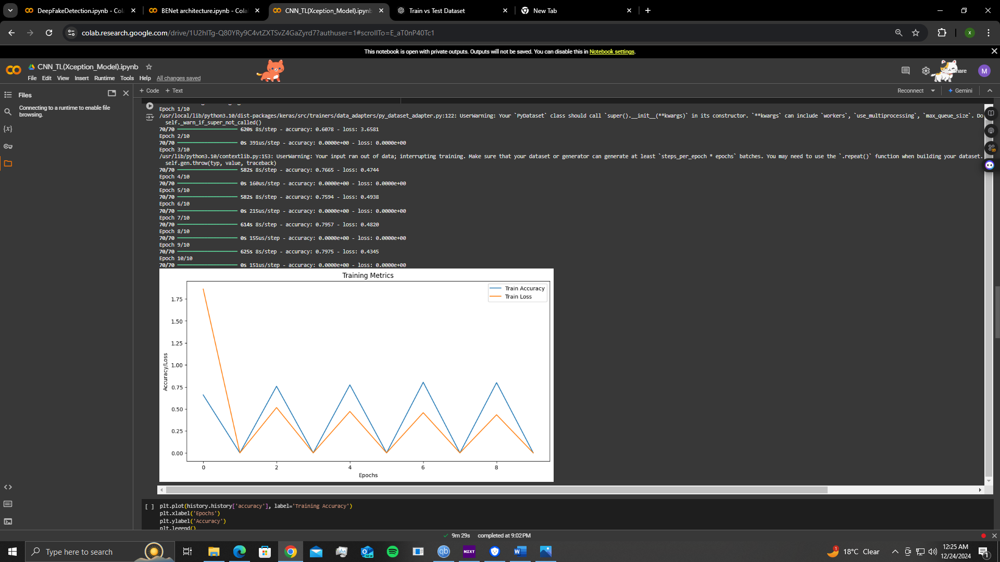 DeepFakeDetection.ipynb - Col
BENet architecture.ipynb - Cola
CNN_TL(Xception_Model).ipynb
Train vs Test Dataset
New Tab
colab.research.google.com/drive/1U2hITg-Q80YRy9C4vtZXTSvZ4GaZyrd7?authuser=1#scrollTo=E_aT0nP40Tc1
X
This notebook is open with private outputs. Outputs will not be saved. You can disable this in Notebook settings.
CNN_TL(Xception_Model).ipynb
hare
M
File Edit View Insert Runtime Tools Help All changes saved
Files
+ Code + Text
Reconnect
Gemini
Connecting to a runtime to enable file
browsing.
Epoch 1/10
/usr/local/lib/python3.10/dist-packages/keras/src/trainers/data_adapters/py_dataset_adapter.py:122: UserWarning: Your `PyDataset` class should call `super().__init__(**kwargs)` in its constructor. `**kwargs` can include `workers`, `use_multiprocessing`, `max_queue_size`. Do
self._warn_if_super_not_called()
70/70 620s 8s/step - accuracy: 0.6078 - loss: 3.6581
Epoch 2/10
70/70 0s 391us/step - accuracy: 0.0000e+00 - loss: 0.0000e+00
Epoch 3/10
/usr/lib/python3.10/contextlib.py:153: UserWarning: Your input ran out of data; interrupting training. Make sure that your dataset or generator can generate at least `steps_per_epoch * epochs` batches. You may need to use the `.repeat()` function when building your dataset.
self.gen.throw(typ, value, traceback)
70/70 582s 8s/step - accuracy: 0.7665 - loss: 0.4744
Epoch 4/10
70/70 0s 160us/step - accuracy: 0.0000e+00 - loss: 0.0000e+00
Epoch 5/10
70/70 582s 8s/step - accuracy: 0.7594 - loss: 0.4938
Epoch 6/10
70/70 0s 215us/step - accuracy: 0.0000e+00 - loss: 0.0000e+00
Epoch 7/10
70/70 614s 8s/step - accuracy: 0.7957 - loss: 0.4820
Epoch 8/10
70/70 0s 155us/step - accuracy: 0.0000e+00 - loss: 0.0000e+00
Epoch 9/10
70/70 625s 8s/step - accuracy: 0.7975 - loss: 0.4345
Epoch 10/10
70/70 0s 151us/step - accuracy: 0.0000e+00 - loss: 0.0000e+00
Training Metrics
Train Accuracy
Train Loss
1.75
1.50
1.25
1.00
0.75
0.50
0.25
0.00
Accuracy/Loss
0 2 4 6 8
Epochs
[ ] plt.plot(history.history['accuracy'], label='Training Accuracy')
plt.xlabel('Epochs')
plt.ylabel('Accuracy')
plt.legend()
9m 29s completed at 9:02 PM
Type here to search
NEW
qb
NZXT
W
1
18°C Clear
12:25 AM
12/24/2024
1